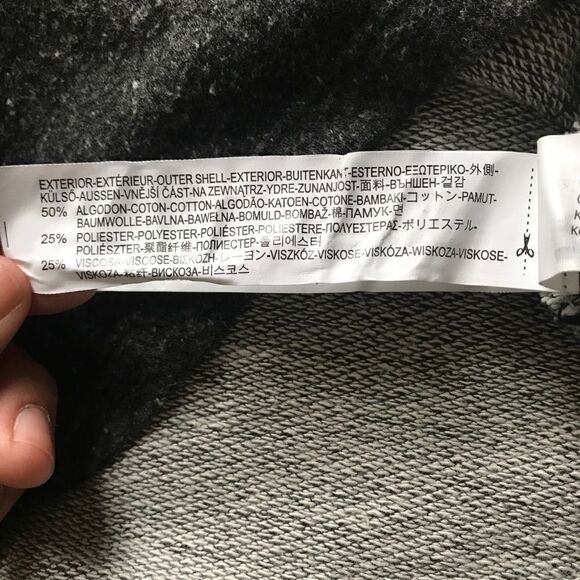 EXTERIOR-EXTÉRIEUR-OUTER SHELL-EXTERIOR-BUITENKANT-ESTERNO-ΕΞΩΤΕΡΙΚΟ-外側-
KÜLSŐ-AUSSEN-VNĚJŠÍ ČÁST-NA ZEWNĄTRZ-YDRE-ZUNANJOST-面料-ВЪНШЕН-겉감
50% ALGODON-COTON-COTTON-ALGODÃO-KATOEN-COTONE-ΒΑΜΒΑΚΙ-コットン-PAMUT-
BAUMWOLLE-BAVLNA-BAWEŁNA-BOMULD-BOMBAŽ-棉-ПАМУК-면
25% POLIESTER-POLYESTER-POLYESTER-POLIÉSTER-POLYESTER-POLIESTERE-ΠΟΛΥΕΣΤΕΡΑΣ-ポリエステル-
POLIÉSZTER-聚酯纤维-ПОЛИЕСТЕР-폴리에스터
25% VISCOSA-VISCOSE-ΒΙΣΚΟΖΗ-レーヨン-VISZKÓZ-VISKOSE-VISKÓZA-WISKOZA-VISKOSE-
VISKOZA-粘纤-ВИСКОЗА-비스코스